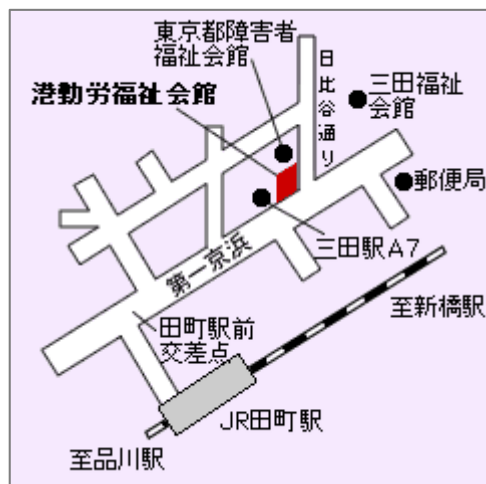 東京都障害者
福祉会館
港勤労福祉会館
日比谷通り
三田福祉
会館
郵便局
三田駅A7
第一京浜
至新橋駅
田町駅前
交差点
JR田町駅
至品川駅